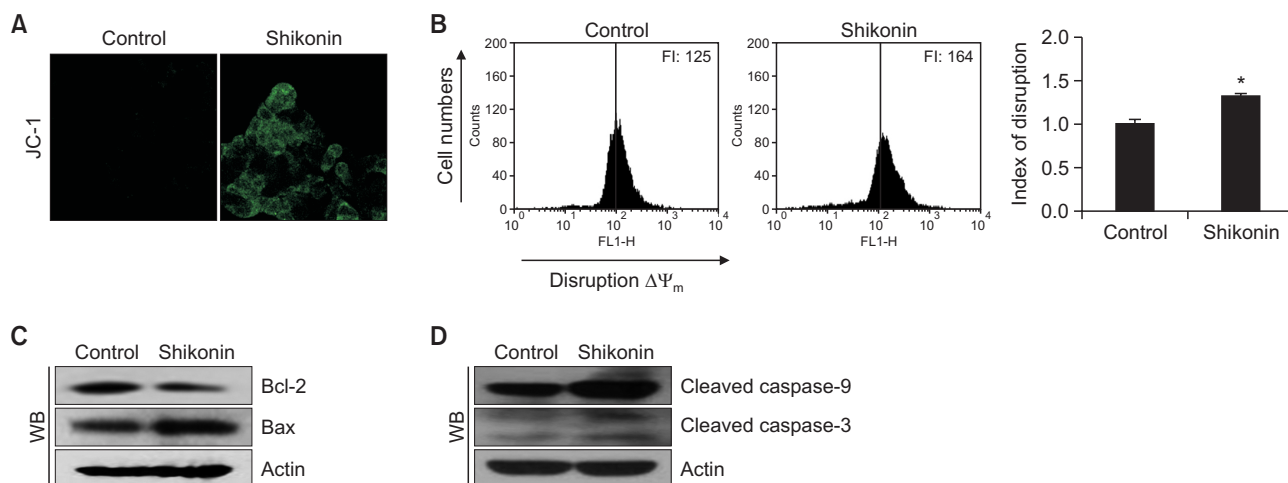 A
Control Shikonin
JC-1
B
Control
Cell numbers
Counts
200
160
120
80
40
0
FI: 125
10^0 10^1 10^2 10^3 10^4
FL1-H
Shikonin
Counts
200
160
120
80
40
0
FI: 164
10^0 10^1 10^2 10^3 10^4
FL1-H
Disruption ΔΨ_m
Index of disruption
2.0
1.5
1.0
0.5
0.0
*
Control Shikonin
C
Control Shikonin
WB
Bcl-2
Bax
Actin
D
Control Shikonin
WB
Cleaved caspase-9
Cleaved caspase-3
Actin